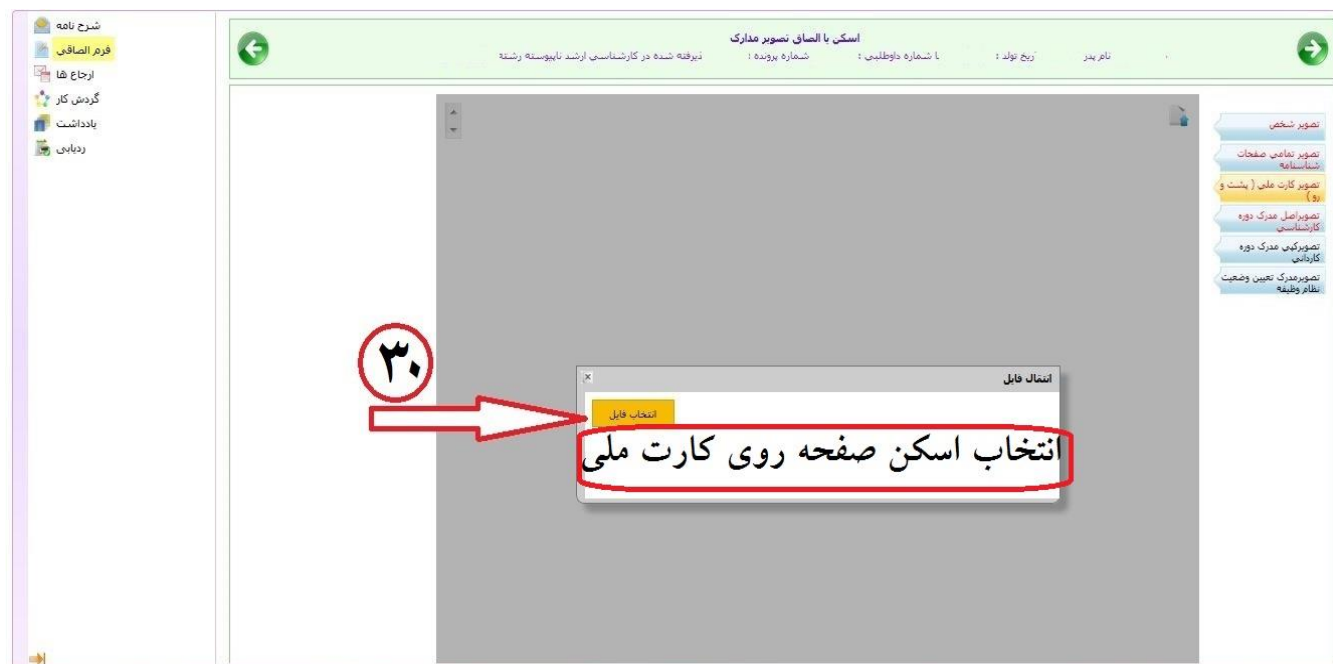 اسکن یا الصاق تصویر مدارک
نام پدر ریخ تولد : ا شماره داوطلبی : شماره پرونده : ذیرفته شده در کارشناسی ارشد ناپیوسته رشته
تصویر شخص
تصویر تمامی صفحات
شناسنامه
تصویر کارت ملی ( پشت و
رو )
تصویراصل مدرک دوره
کارشناسی
تصویرکپی مدرک دوره
کاردانی
تصویرمدرک تعیین وضعیت
نظام وظیفه
انتقال فایل
انتخاب فایل
انتخاب اسکن صفحه روی کارت ملی
۳۰
شرح نامه
فرم الصاقی
ارجاع ها
گردش کار
یادداشت
ردیابی